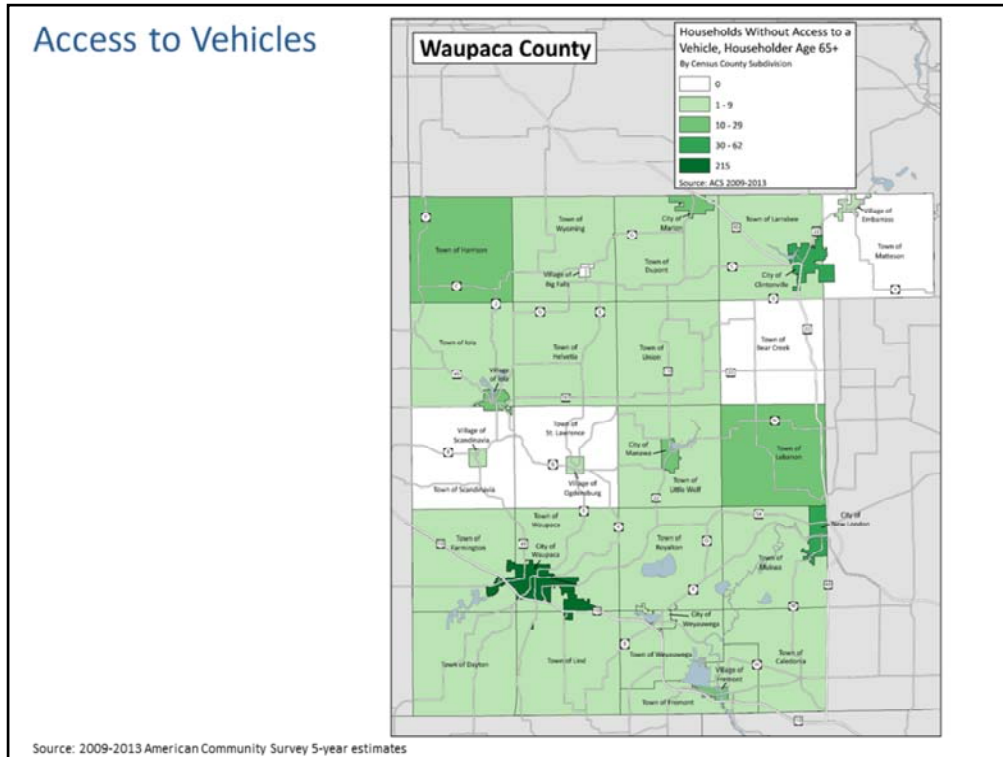 Access to Vehicles
Waupaca County
Households Without Access to a
Vehicle, Householder Age 65+
By Census County Subdivision
0
1 - 9
10 - 29
30 - 62
215
Source: ACS 2009-2013
Town of Harrison
Town of
Wyoming
City of
Marion
Town of Larrabee
Village of
Embarrass
Town of
Matteson
Village of
Big Falls
Town of
Dupont
City of
Clintonville
Town of Iola
Village
of Iola
Town of
Helvetia
Town of
Union
Town of
Bear Creek
Village of
Scandinavia
Town of
St. Lawrence
City of
Manawa
Town of
Lebanon
Town of Scandinavia
Village of
Ogdensburg
Town of
Little Wolf
Town of
Farmington
Town of
Waupaca
City of
Waupaca
Town of
Royalton
Town of
Mukwa
City of
New London
City of
Weyauwega
Town of Dayton
Town of Lind
Town of Weyauwega
Village of
Fremont
Town of
Caledonia
Town of Fremont
Source: 2009-2013 American Community Survey 5-year estimates